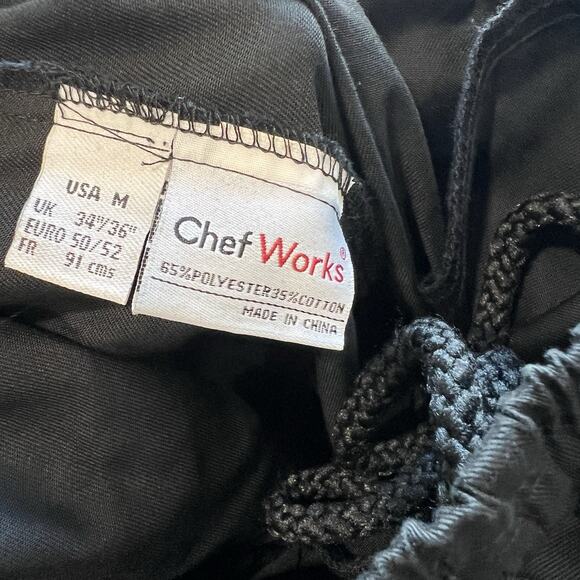 USA M
UK 34"/36"
EURO 50/52
FR 91 cms
Chef Works®
65%POLYESTER35%COTTON
MADE IN CHINA